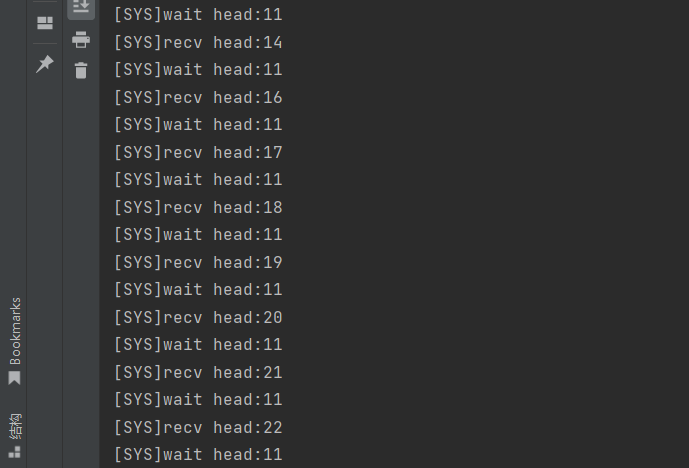 [SYS]wait head:11
[SYS]recv head:14
[SYS]wait head:11
[SYS]recv head:16
[SYS]wait head:11
[SYS]recv head:17
[SYS]wait head:11
[SYS]recv head:18
[SYS]wait head:11
[SYS]recv head:19
[SYS]wait head:11
[SYS]recv head:20
[SYS]wait head:11
[SYS]recv head:21
[SYS]wait head:11
[SYS]recv head:22
[SYS]wait head:11
Bookmarks
结构